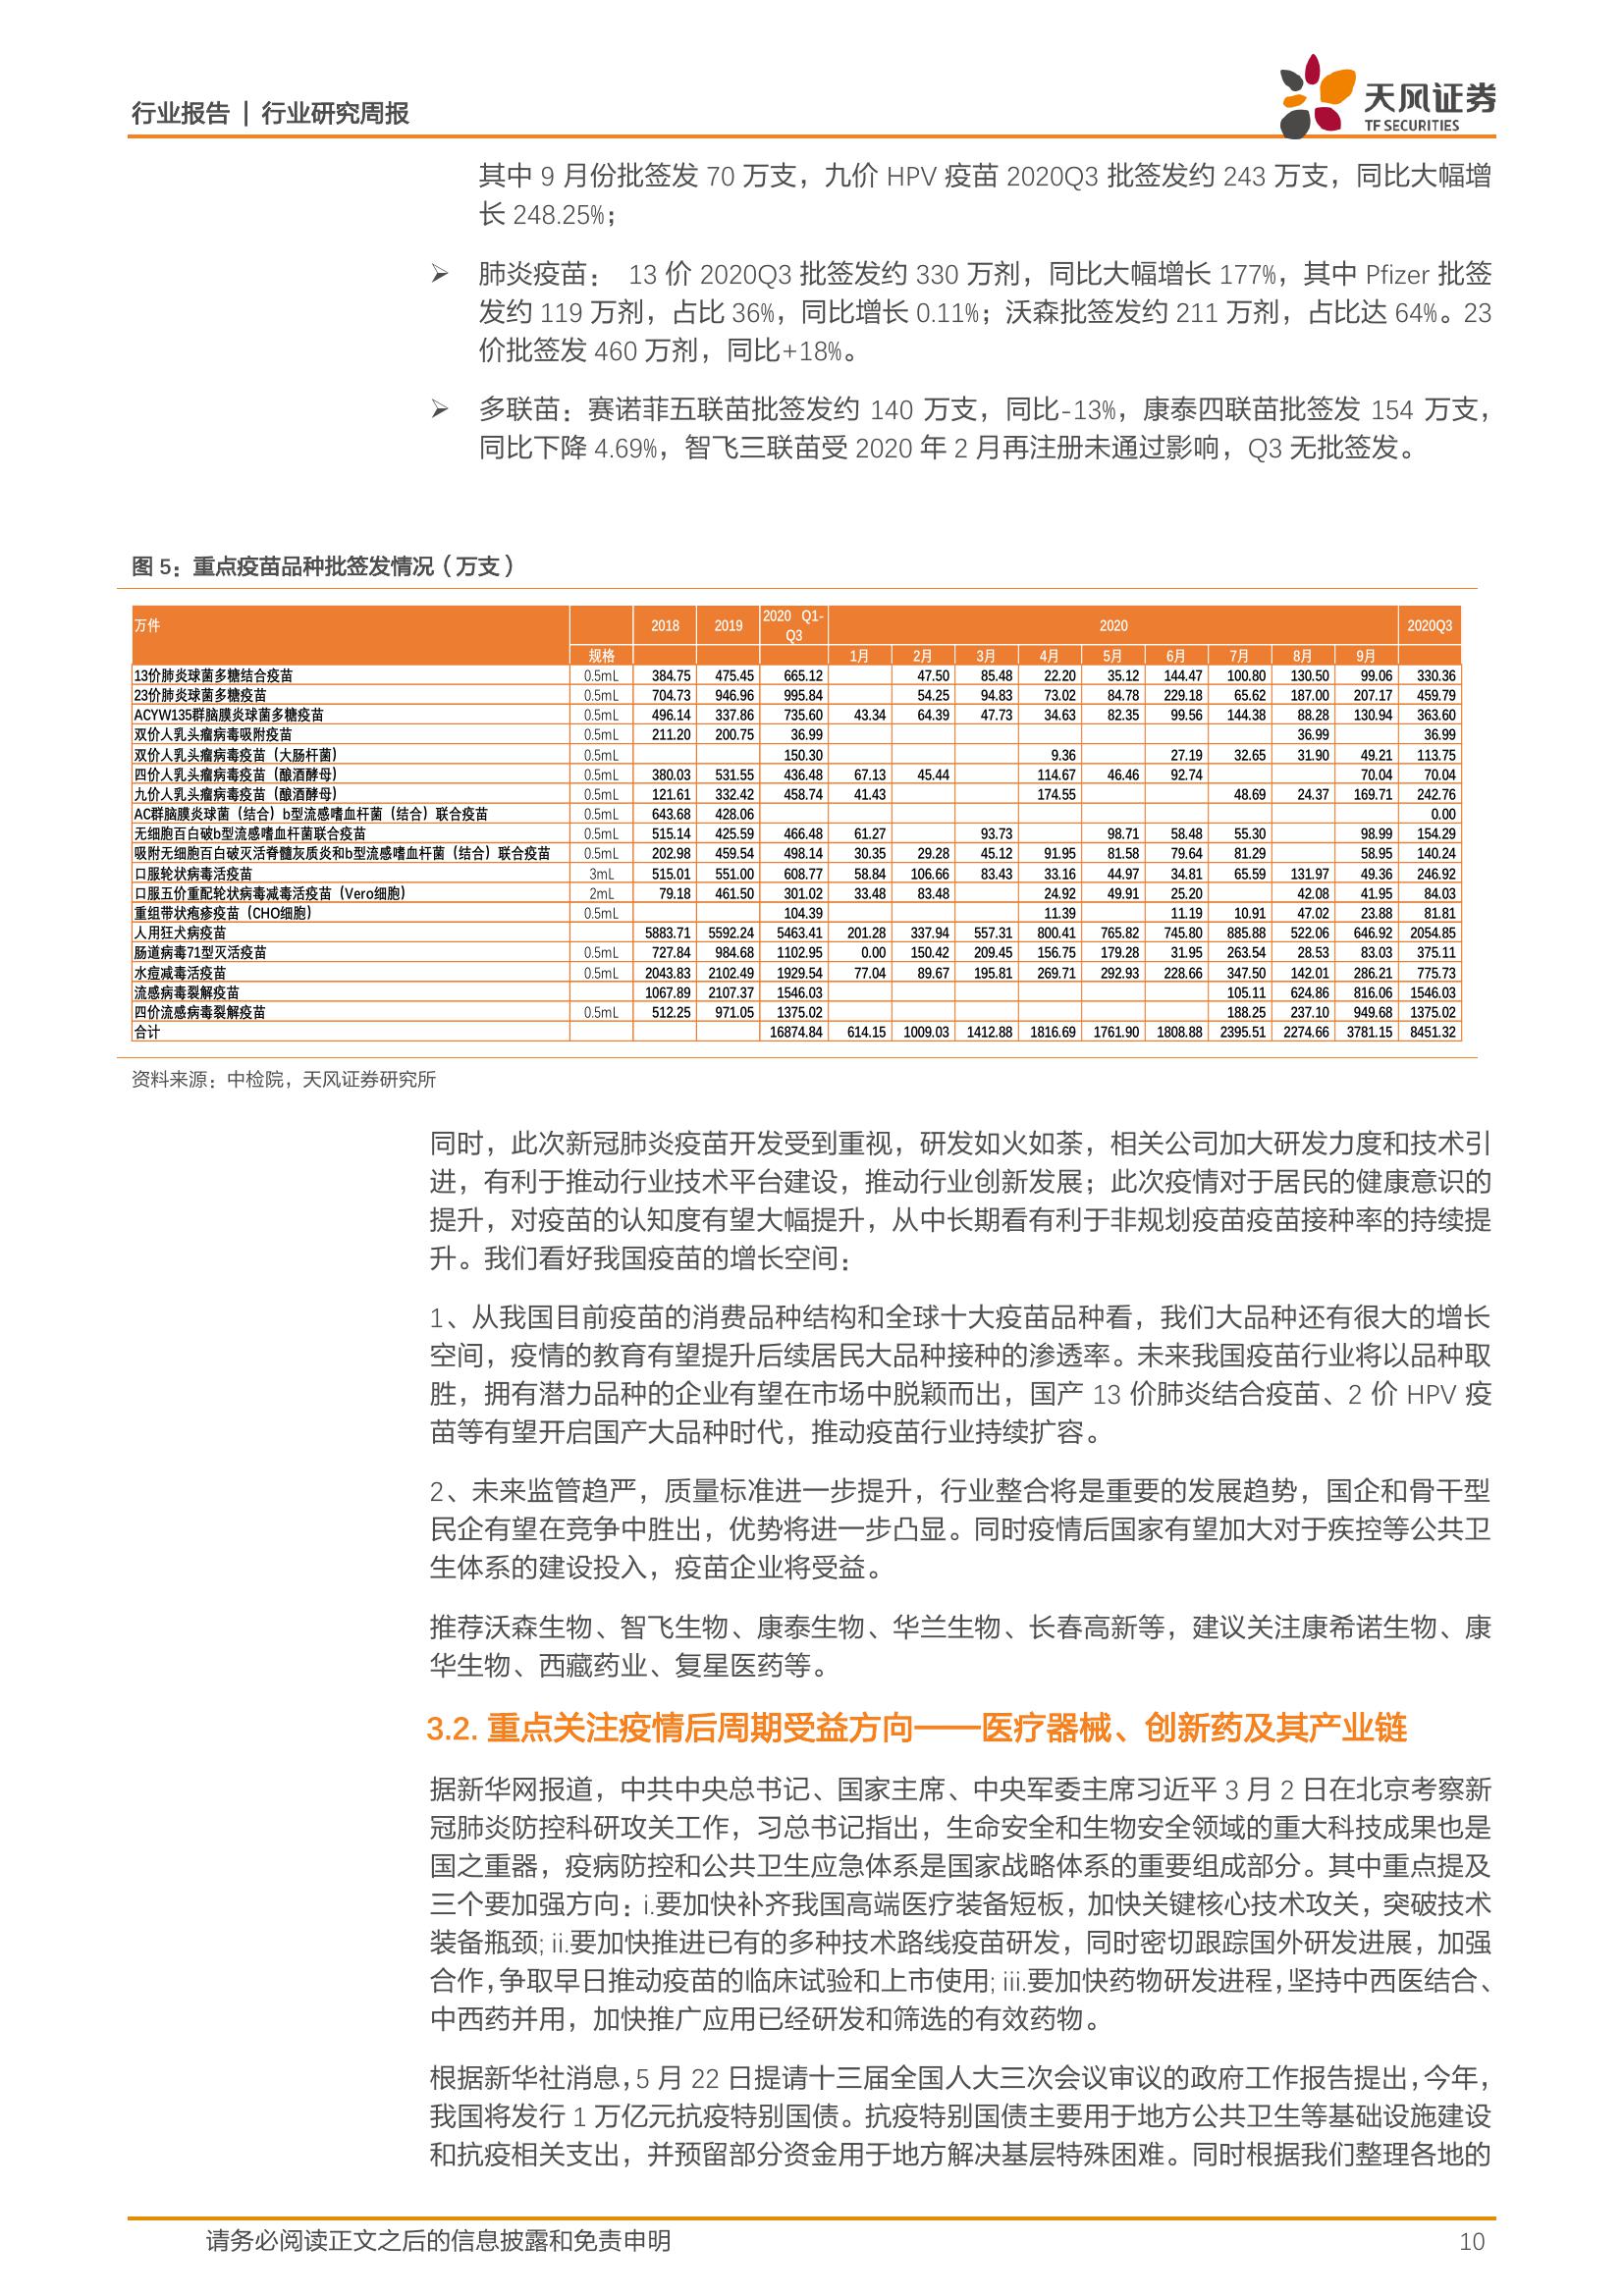 行业报告 | 行业研究周报
天风证券
TF SECURITIES
其中 9 月份批签发 70 万支，九价 HPV 疫苗 2020Q3 批签发约 243 万支，同比大幅增
长 248.25%；
➢ 肺炎疫苗： 13 价 2020Q3 批签发约 330 万剂，同比大幅增长 177%，其中 Pfizer 批签
发约 119 万剂，占比 36%，同比增长 0.11%；沃森批签发约 211 万剂，占比达 64%。23
价批签发 460 万剂，同比+18%。
➢ 多联苗：赛诺菲五联苗批签发约 140 万支，同比-13%，康泰四联苗批签发 154 万支，
同比下降 4.69%，智飞三联苗受 2020 年 2 月再注册未通过影响，Q3 无批签发。
图 5：重点疫苗品种批签发情况（万支）
万件 2018 2019 2020 Q1-Q3 2020 2020Q3
规格 1月 2月 3月 4月 5月 6月 7月 8月 9月
13价肺炎球菌多糖结合疫苗 0.5mL 384.75 475.45 665.12 47.50 85.48 22.20 35.12 144.47 100.80 130.50 99.06 330.36
23价肺炎球菌多糖疫苗 0.5mL 704.73 946.96 995.84 54.25 94.83 73.02 84.78 229.18 65.62 187.00 207.17 459.79
ACYW135群脑膜炎球菌多糖疫苗 0.5mL 496.14 337.86 735.60 43.34 64.39 47.73 34.63 82.35 99.56 144.38 88.28 130.94 363.60
双价人乳头瘤病毒吸附疫苗 0.5mL 211.20 200.75 36.99 36.99 36.99
双价人乳头瘤病毒疫苗（大肠杆菌） 0.5mL 150.30 9.36 27.19 32.65 31.90 49.21 113.75
四价人乳头瘤病毒疫苗（酿酒酵母） 0.5mL 380.03 531.55 436.48 67.13 45.44 114.67 46.46 92.74 70.04 70.04
九价人乳头瘤病毒疫苗（酿酒酵母） 0.5mL 121.61 332.42 458.74 41.43 174.55 48.69 24.37 169.71 242.76
AC群脑膜炎球菌（结合）b型流感嗜血杆菌（结合）联合疫苗 0.5mL 643.68 428.06 0.00
无细胞百白破b型流感嗜血杆菌联合疫苗 0.5mL 515.14 425.59 466.48 61.27 93.73 98.71 58.48 55.30 98.99 154.29
吸附无细胞百白破灭活脊髓灰质炎和b型流感嗜血杆菌（结合）联合疫苗 0.5mL 202.98 459.54 498.14 30.35 29.28 45.12 91.95 81.58 79.64 81.29 58.95 140.24
口服轮状病毒活疫苗 3mL 515.01 551.00 608.77 58.84 106.66 83.43 33.16 44.97 34.81 65.59 131.97 49.36 246.92
口服五价重配轮状病毒减毒活疫苗（Vero细胞） 2mL 79.18 461.50 301.02 33.48 83.48 24.92 49.91 25.20 42.08 41.95 84.03
重组带状疱疹疫苗（CHO细胞） 0.5mL 104.39 11.39 11.19 10.91 47.02 23.88 81.81
人用狂犬病疫苗 5883.71 5592.24 5463.41 201.28 337.94 557.31 800.41 765.82 745.80 885.88 522.06 646.92 2054.85
肠道病毒71型灭活疫苗 0.5mL 727.84 984.68 1102.95 0.00 150.42 209.45 156.75 179.28 31.95 263.54 28.53 83.03 375.11
水痘减毒活疫苗 0.5mL 2043.83 2102.49 1929.54 77.04 89.67 195.81 269.71 292.93 228.66 347.50 142.01 286.21 775.73
流感病毒裂解疫苗 1067.89 2107.37 1546.03 105.11 624.86 816.06 1546.03
四价流感病毒裂解疫苗 0.5mL 512.25 971.05 1375.02 188.25 237.10 949.68 1375.02
合计 16874.84 614.15 1009.03 1412.88 1816.69 1761.90 1808.88 2395.51 2274.66 3781.15 8451.32
资料来源：中检院，天风证券研究所
同时，此次新冠肺炎疫苗开发受到重视，研发如火如荼，相关公司加大研发力度和技术引
进，有利于推动行业技术平台建设，推动行业创新发展；此次疫情对于居民的健康意识的
提升，对疫苗的认知度有望大幅提升，从中长期看有利于非规划疫苗疫苗接种率的持续提
升。我们看好我国疫苗的增长空间：
1、从我国目前疫苗的消费品种结构和全球十大疫苗品种看，我们大品种还有很大的增长
空间，疫情的教育有望提升后续居民大品种接种的渗透率。未来我国疫苗行业将以品种取
胜，拥有潜力品种的企业有望在市场中脱颖而出，国产 13 价肺炎结合疫苗、2 价 HPV 疫
苗等有望开启国产大品种时代，推动疫苗行业持续扩容。
2、未来监管趋严，质量标准进一步提升，行业整合将是重要的发展趋势，国企和骨干型
民企有望在竞争中胜出，优势将进一步凸显。同时疫情后国家有望加大对于疾控等公共卫
生体系的建设投入，疫苗企业将受益。
推荐沃森生物、智飞生物、康泰生物、华兰生物、长春高新等，建议关注康希诺生物、康
华生物、西藏药业、复星医药等。
3.2. 重点关注疫情后周期受益方向——医疗器械、创新药及其产业链
据新华网报道，中共中央总书记、国家主席、中央军委主席习近平 3 月 2 日在北京考察新
冠肺炎防控科研攻关工作，习总书记指出，生命安全和生物安全领域的重大科技成果也是
国之重器，疫病防控和公共卫生应急体系是国家战略体系的重要组成部分。其中重点提及
三个要加强方向：i.要加快补齐我国高端医疗装备短板，加快关键核心技术攻关，突破技术
装备瓶颈; ii.要加快推进已有的多种技术路线疫苗研发，同时密切跟踪国外研发进展，加强
合作，争取早日推动疫苗的临床试验和上市使用; iii.要加快药物研发进程，坚持中西医结合、
中西药并用，加快推广应用已经研发和筛选的有效药物。
根据新华社消息，5 月 22 日提请十三届全国人大三次会议审议的政府工作报告提出，今年，
我国将发行 1 万亿元抗疫特别国债。抗疫特别国债主要用于地方公共卫生等基础设施建设
和抗疫相关支出，并预留部分资金用于地方解决基层特殊困难。同时根据我们整理各地的
请务必阅读正文之后的信息披露和免责申明 10